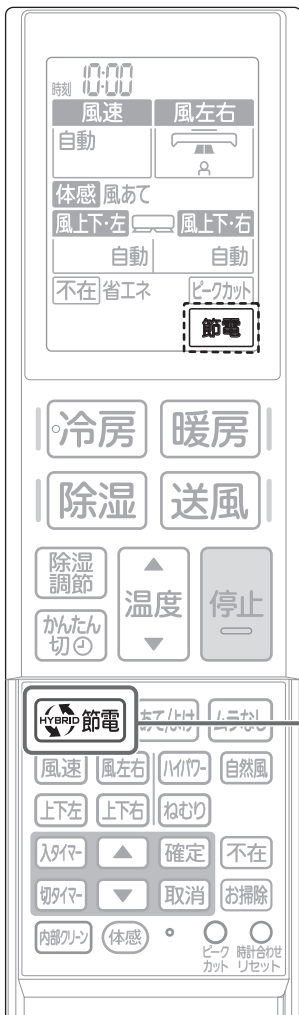 時刻 10:00
風速 風左右
自動
体感 風あて
風上下・左 風上下・右
自動 自動
不在 省エネ ピークカット
節電
冷房 暖房
除湿 送風
除湿調節 温度 停止
かんたん切
HYBRID 節電 あて/よけ ムラなし
風速 風左右 ハイパワー 自然風
上下左 上下右 ねむり
入タイマー 確定 不在
切タイマー 取消 お掃除
内部クリーン 体感 ピークカット 時計合わせ リセット